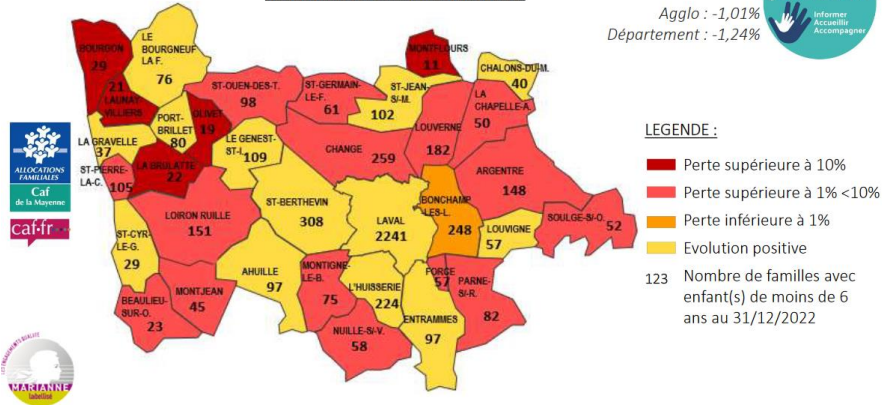 Agglo : -1,01%
Département : -1,24%
Informer
Accueillir
Accompagner
BOURGON
29
LE
BOURGNEUF
LA F.
76
21
LAUNAY-
VILLIERS
PORT-
BRILLET
80
OLIVET
19
ST-OUEN-DES-T.
98
ST-GERMAIN-
LE-F.
61
ST-JEAN-
S/-M.
102
MONTFLOURS
11
CHALONS-DU-M.
40
LA
CHAPELLE-A.
50
LOUVERNE
182
LA GRAVELLE
37
ST-PIERRE-
LA-C.
105
LA BRULATTE
22
LE GENEST-
ST-I.
109
CHANGE
259
ARGENTRE
148
LOIRON RUILLE
151
ST-BERTHEVIN
308
LAVAL
2241
BONCHAMP
-LES-L.
248
LOUVIGNE
57
SOULGE-S/-O.
52
ST-CYR-
LE-G.
29
BEAULIEU-
SUR-O.
23
MONTJEAN
45
AHUILLE
97
MONTIGNE-
LE-B.
75
L'HUISSERIE
224
FORCE
57
PARNE-
S/-R.
82
NUILLE-S/-V.
58
ENTRAMMES
97
LEGENDE :
Perte supérieure à 10%
Perte supérieure à 1% <10%
Perte inférieure à 1%
Evolution positive
123 Nombre de familles avec
enfant(s) de moins de 6
ans au 31/12/2022
ALLOCATIONS
FAMILIALES
Caf
de la Mayenne
caf•fr
MARIANNE
labellisé